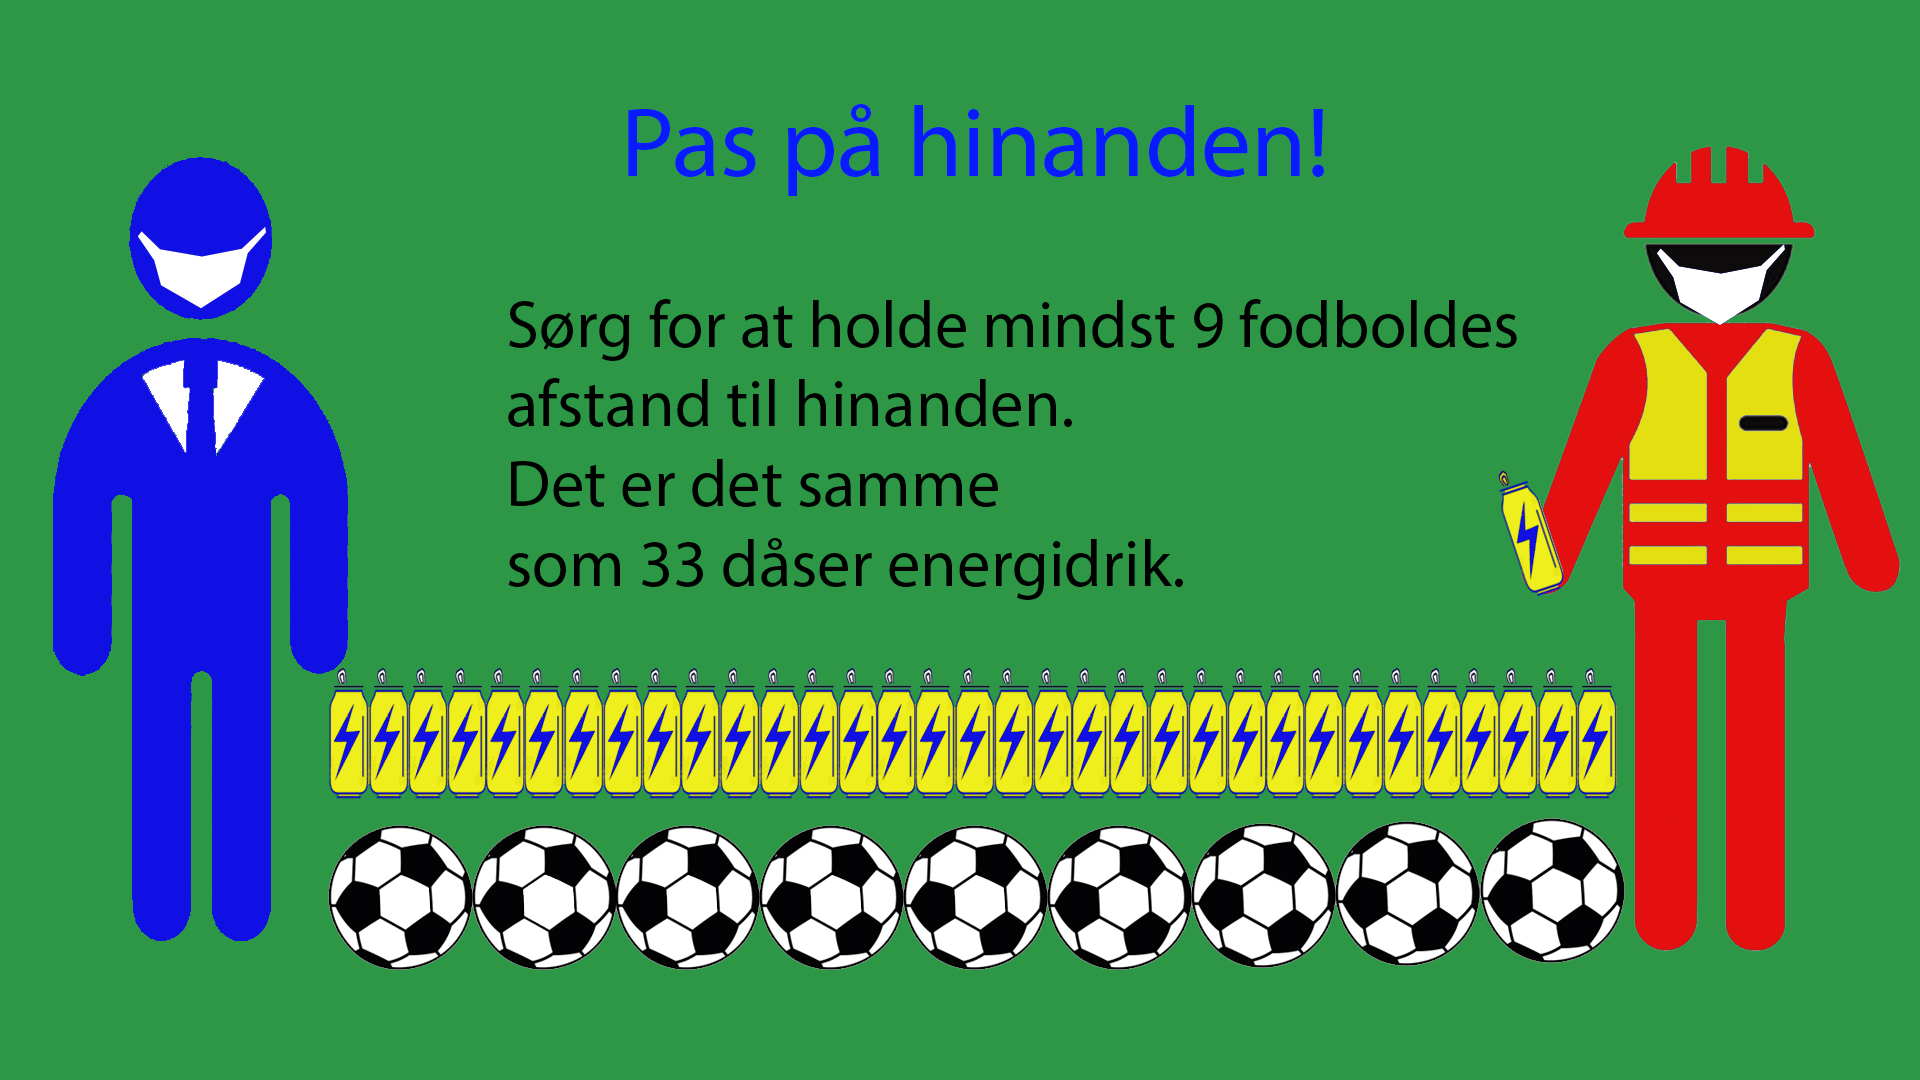 Pas på hinanden!
Sørg for at holde mindst 9 fodboldes
afstand til hinanden.
Det er det samme
som 33 dåser energidrik.